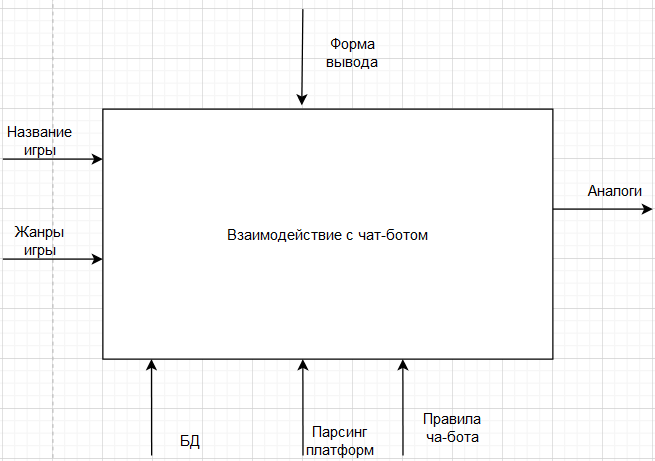 Форма
вывода
Название
игры
Аналоги
Жанры
игры
Взаимодействие с чат-ботом
БД
Парсинг
платформ
Правила
ча-бота